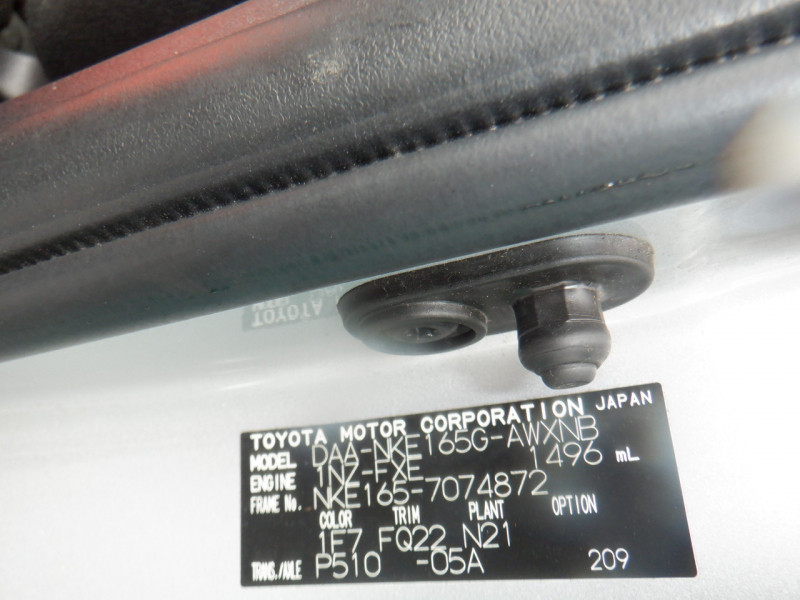 TOYOTA MOTOR CORPORATION JAPAN
MODEL DAA-NKE165G-AWXNB
ENGINE 1NZ-FXE 1496 mL
FRAME No. NKE165-7074872
COLOR TRIM PLANT OPTION
1F7 FQ22 N21
TRANS./AXLE P510 -05A 209